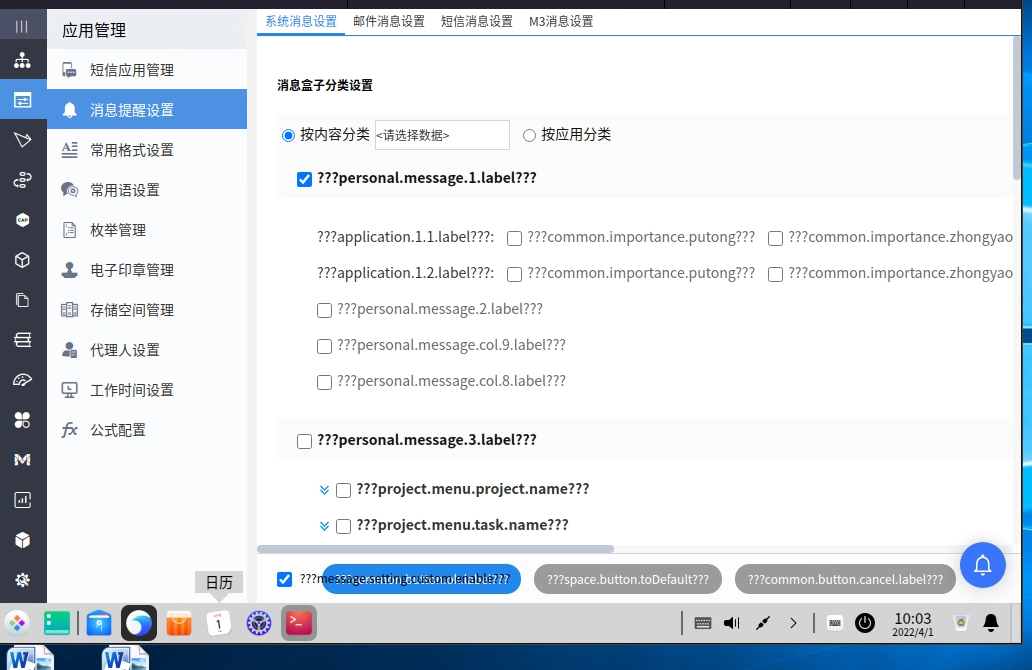 应用管理
短信应用管理
消息提醒设置
常用格式设置
常用语设置
枚举管理
电子印章管理
存储空间管理
代理人设置
工作时间设置
公式配置
系统消息设置 邮件消息设置 短信消息设置 M3消息设置
消息盒子分类设置
按内容分类 <请选择数据> 按应用分类
???personal.message.1.label???
???application.1.1.label???: ???common.importance.putong??? ???common.importance.zhongyao
???application.1.2.label???: ???common.importance.putong??? ???common.importance.zhongyao
???personal.message.2.label???
???personal.message.col.9.label???
???personal.message.col.8.label???
???personal.message.3.label???
???project.menu.project.name???
???project.menu.task.name???
???space.button.toDefault??? ???common.button.cancel.label???
日历
10:03
2022/4/1
CAP
1
W W